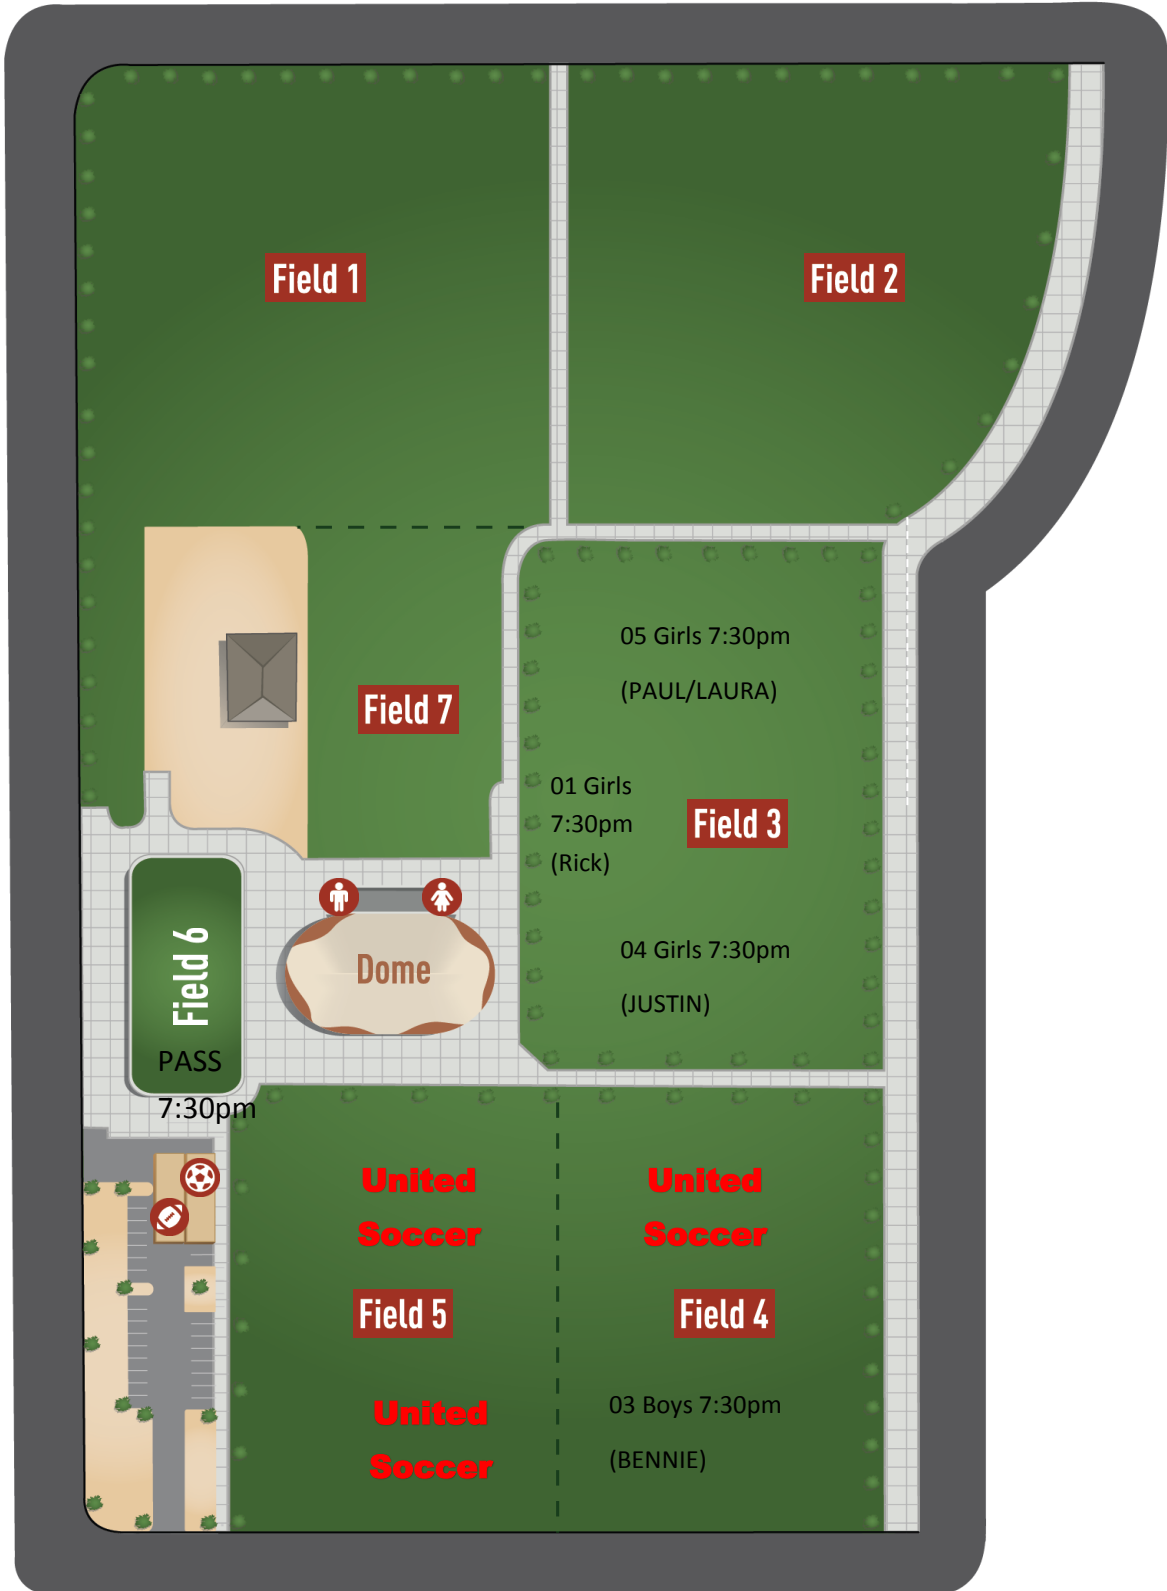 Field 1
Field 2
05 Girls 7:30pm
(PAUL/LAURA)
Field 7
01 Girls
7:30pm
(Rick)
Field 3
Field 6
PASS
7:30pm
Dome
04 Girls 7:30pm
(JUSTIN)
United
Soccer
United
Soccer
Field 5
Field 4
United
Soccer
03 Boys 7:30pm
(BENNIE)